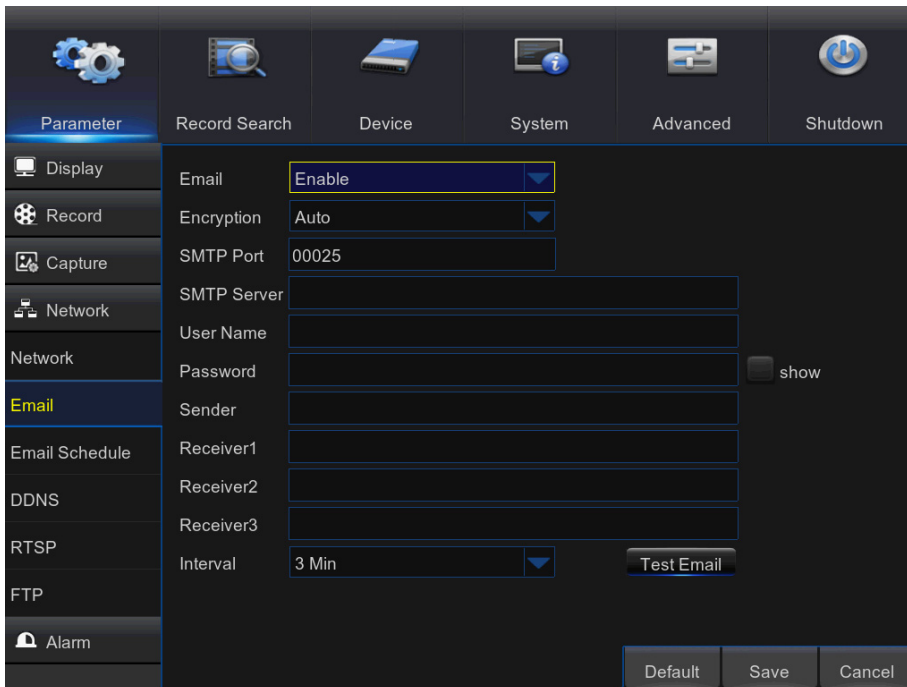 Parameter Record Search Device System Advanced Shutdown
Display
Record
Capture
Network
Network
Email
Email Schedule
DDNS
RTSP
FTP
Alarm
Email Enable
Encryption Auto
SMTP Port 00025
SMTP Server
User Name
Password show
Sender
Receiver1
Receiver2
Receiver3
Interval 3 Min Test Email
Default Save Cancel